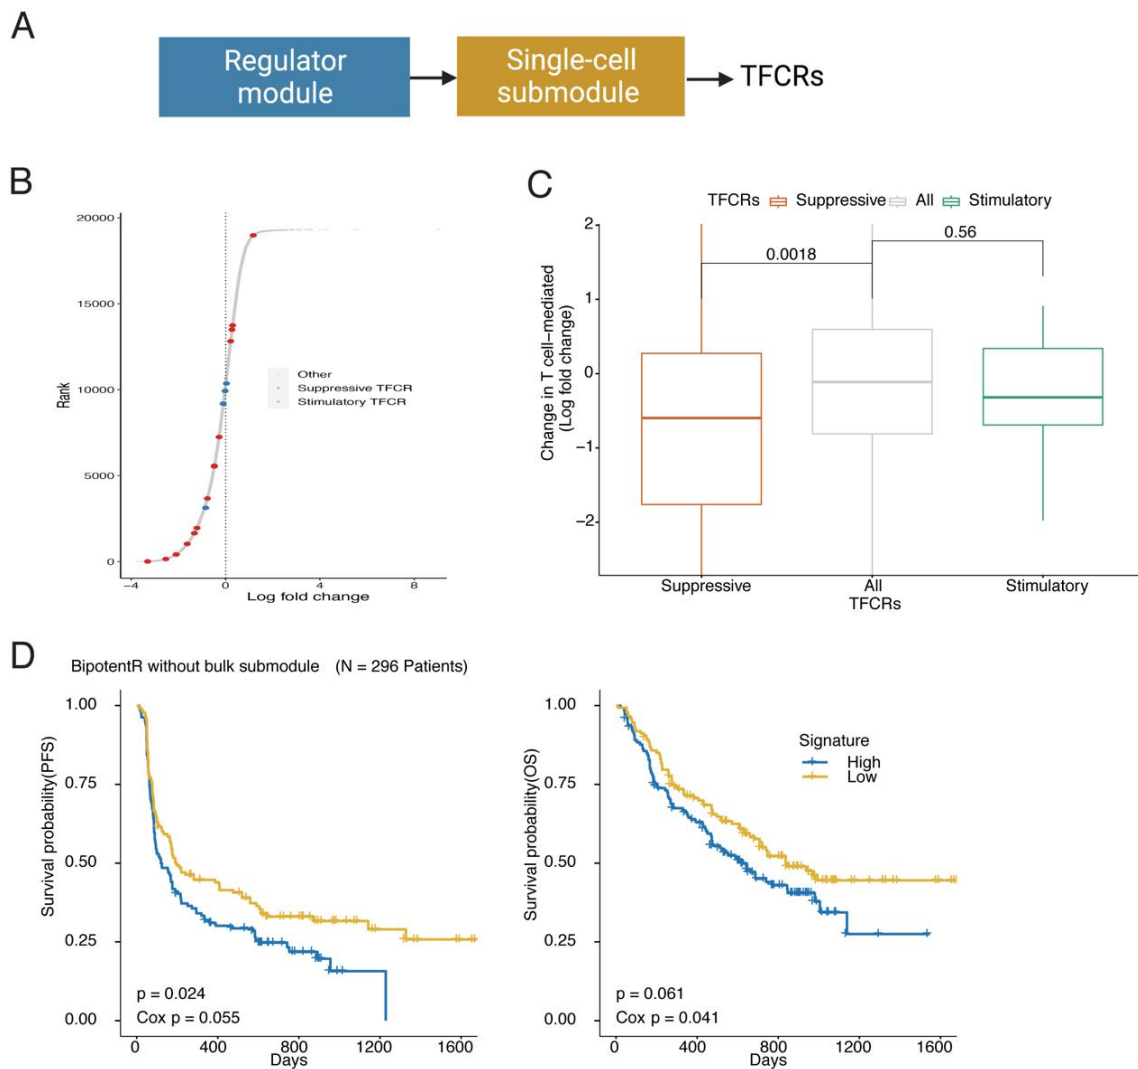 A
Regulator
module
Single-cell
submodule
TFCRs
B
Rank
20000
15000
10000
5000
0
Other
Suppressive TFCR
Stimulatory TFCR
−4
0
4
8
Log fold change
C
TFCRs Suppressive All Stimulatory
Change in T cell−mediated
(Log fold change)
2
1
0
−1
−2
0.0018
0.56
Suppressive
All
Stimulatory
TFCRs
D
BipotentR without bulk submodule (N = 296 Patients)
Survival probability(PFS)
1.00
0.75
0.50
0.25
0.00
p = 0.024
Cox p = 0.055
0
400
800
1200
1600
Days
Survival probability(OS)
1.00
0.75
0.50
0.25
0.00
Signature
High
Low
p = 0.061
Cox p = 0.041
0
400
800
1200
1600
Days